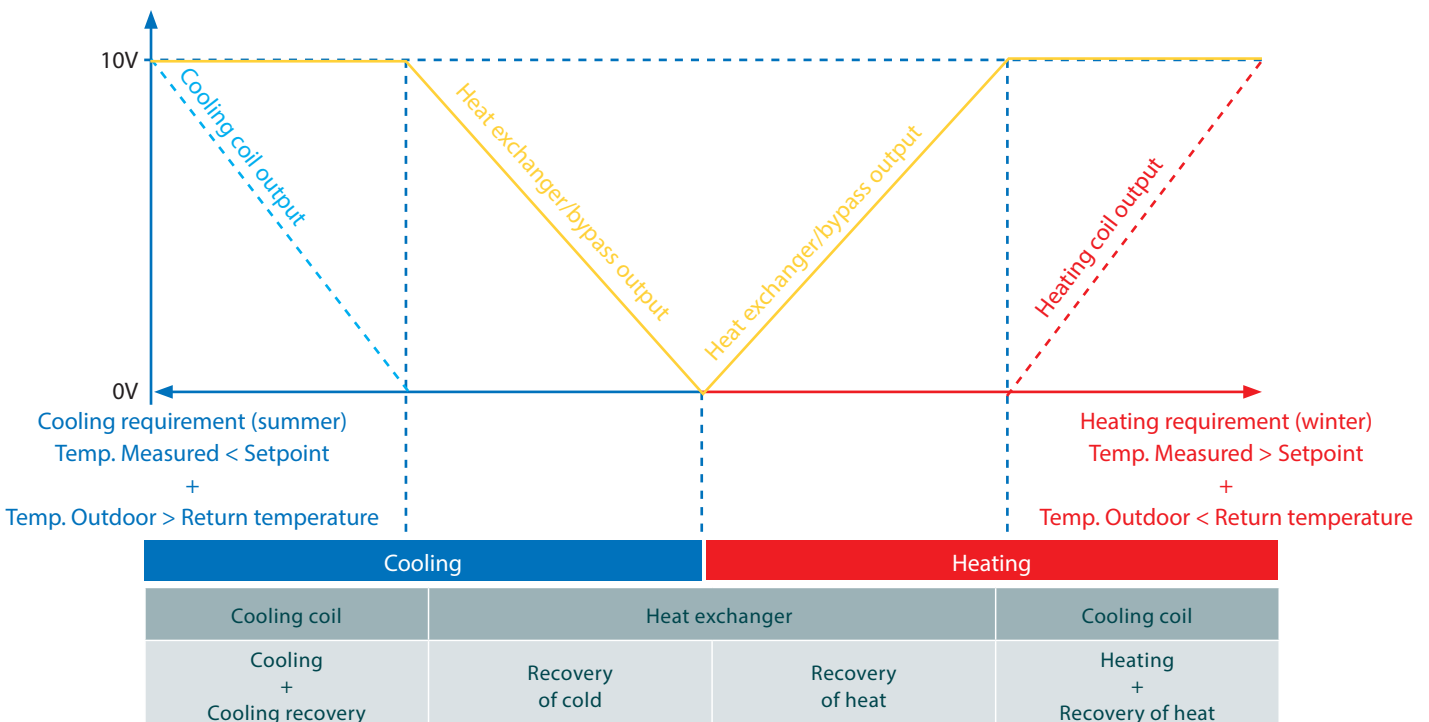 10V
Cooling coil output
Heat exchanger/bypass output
Heat exchanger/bypass output
Heating coil output
0V
Cooling requirement (summer)
Temp. Measured < Setpoint
+
Temp. Outdoor > Return temperature
Heating requirement (winter)
Temp. Measured > Setpoint
+
Temp. Outdoor < Return temperature
Cooling
Heating
Cooling coil
Heat exchanger
Cooling coil
Cooling
+
Cooling recovery
Recovery
of cold
Recovery
of heat
Heating
+
Recovery of heat